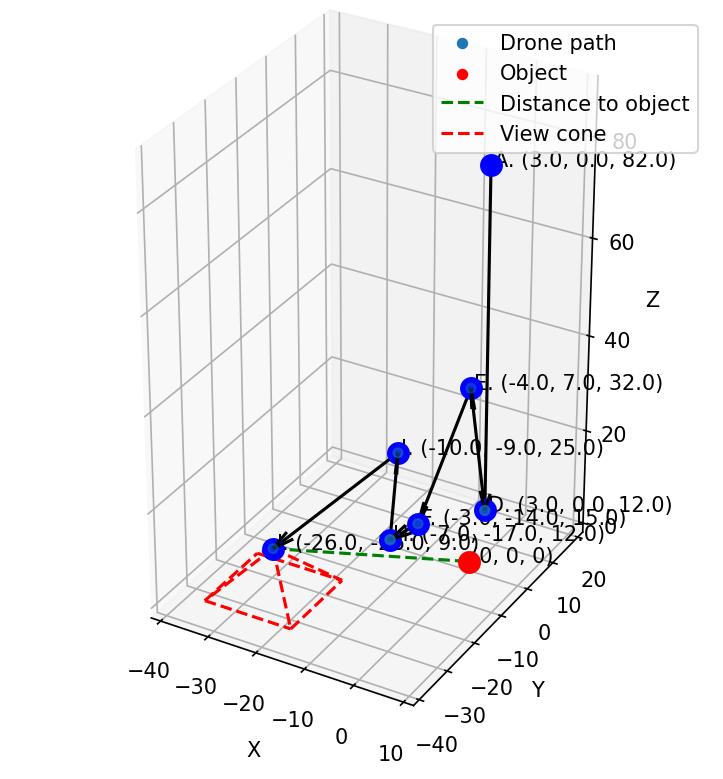 Drone path
Object
Distance to object
View cone
80
A. (3.0, 0.0, 82.0)
60
Z
40
E. (-4.0, 7.0, 32.0)
20
(-10.0, -9.0, 25.0)
D. (3.0, 0.0, 12.0)
(-3.0, -14.0, 15.0)
0
(-7.0, -17.0, 12.0)
9.0)
(0, 0, 0)
20
10
0
−10
−20
−30
−40
Y
−40
−30
−20
−10
0
10
X